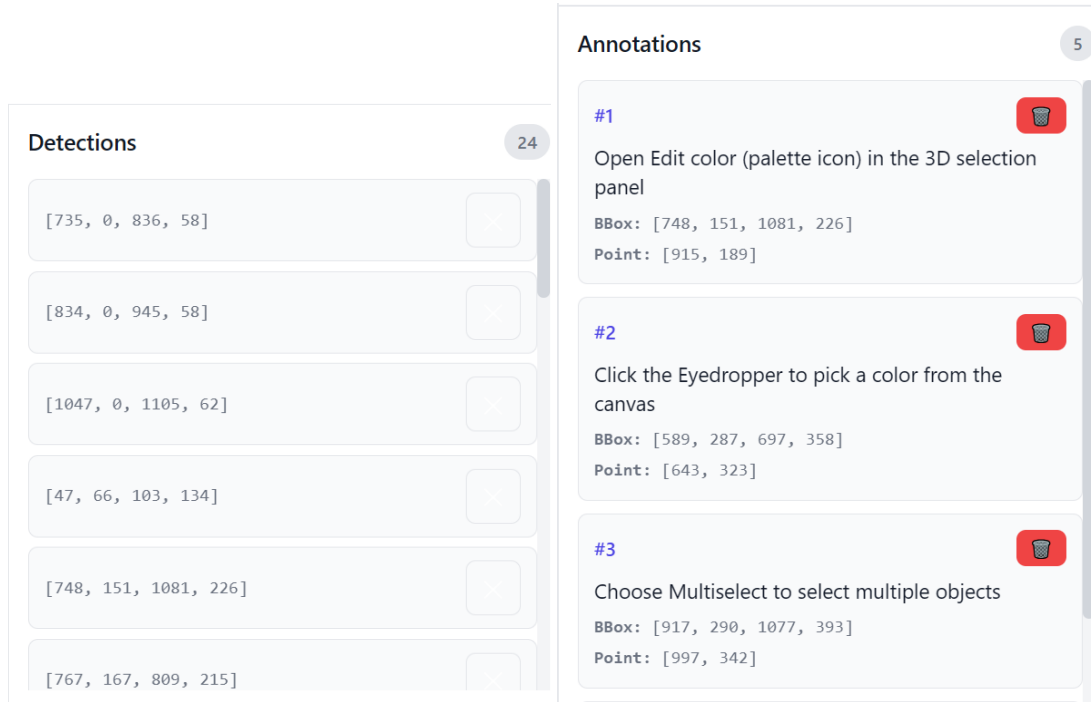 Detections
24
[735, 0, 836, 58]
[834, 0, 945, 58]
[1047, 0, 1105, 62]
[47, 66, 103, 134]
[748, 151, 1081, 226]
[767, 167, 809, 215]
Annotations
5
#1
Open Edit color (palette icon) in the 3D selection
panel
BBox: [748, 151, 1081, 226]
Point: [915, 189]
#2
Click the Eyedropper to pick a color from the
canvas
BBox: [589, 287, 697, 358]
Point: [643, 323]
#3
Choose Multiselect to select multiple objects
BBox: [917, 290, 1077, 393]
Point: [997, 342]